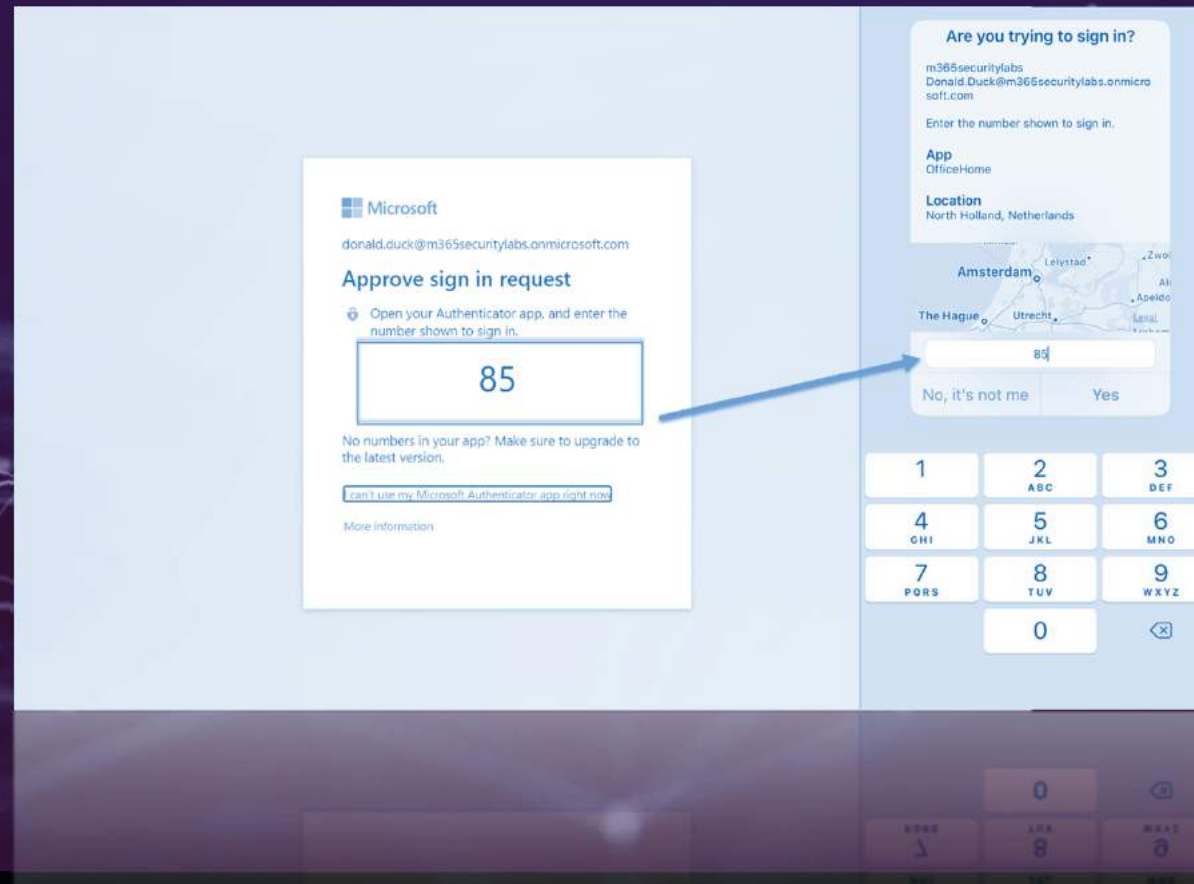 Microsoft
donald.duck@m365securitylabs.onmicrosoft.com
Approve sign in request
Open your Authenticator app, and enter the
number shown to sign in.
85
No numbers in your app? Make sure to upgrade to
the latest version.
I can't use my Microsoft Authenticator app right now
More information
Are you trying to sign in?
m365securitylabs
Donald.Duck@m365securitylabs.onmicro
soft.com
Enter the number shown to sign in.
App
OfficeHome
Location
North Holland, Netherlands
Lelystad
Zwo
Amsterdam
Apeldo
The Hague
Utrecht
85
No, it's not me Yes
1 2 3
ABC DEF
4 5 6
GHI JKL MNO
7 8 9
PQRS TUV WXYZ
0